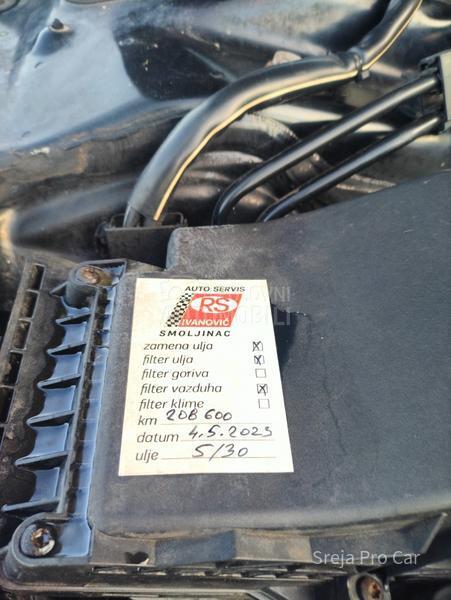 AUTO SERVIS
RS
IVANOVIĆ
SMOLJINAC
zamena ulja
filter ulja
filter goriva
filter vazduha
filter klime
km 208 600
datum 4.5.2023
ulje 5/30
Sreja Pro Car